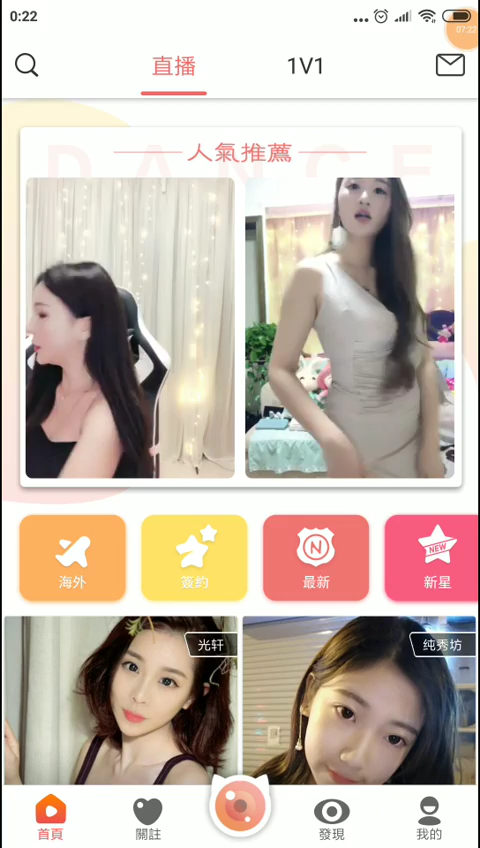 0:22
07:22
直播
1V1
DANCE
人氣推薦
海外
簽約
N
最新
NEW
新星
光轩
纯秀坊
首頁
關註
發現
我的